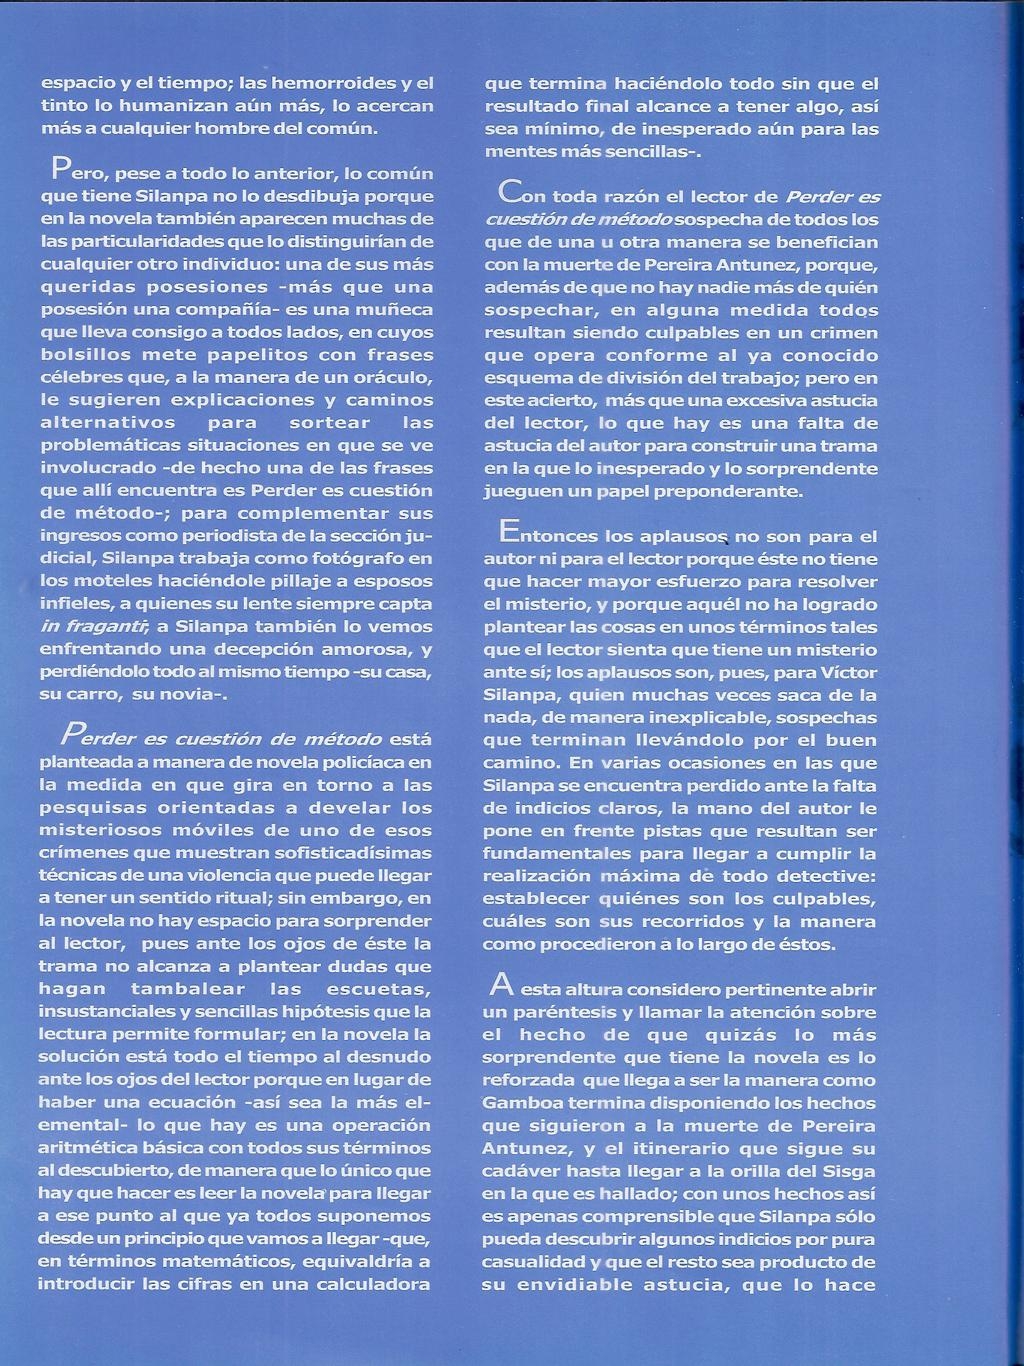 espacio y el tiempo; las hemorroides y el
tinto lo humanizan aún más, lo acercan
más a cualquier hombre del común.
Pero, pese a todo lo anterior, lo común
que tiene Silanpa no lo desdibuja porque
en la novela también aparecen muchas de
las particularidades que lo distinguirían de
cualquier otro individuo: una de sus más
queridas posesiones -más que una
posesión una compañía- es una muñeca
que lleva consigo a todos lados, en cuyos
bolsillos mete papelitos con frases
célebres que, a la manera de un oráculo,
le sugieren explicaciones y caminos
alternativos para sortear las
problemáticas situaciones en que se ve
involucrado -de hecho una de las frases
que allí encuentra es Perder es cuestión
de método-; para complementar sus
ingresos como periodista de la sección ju-
dicial, Silanpa trabaja como fotógrafo en
los moteles haciéndole pillaje a esposos
infieles, a quienes su lente siempre capta
in fraganti; a Silanpa también lo vemos
enfrentando una decepción amorosa, y
perdiéndolo todo al mismo tiempo -su casa,
su carro, su novia-.
Perder es cuestión de método está
planteada a manera de novela policíaca en
la medida en que gira en torno a las
pesquisas orientadas a develar los
misteriosos móviles de uno de esos
crímenes que muestran sofisticadísimas
técnicas de una violencia que puede llegar
a tener un sentido ritual; sin embargo, en
la novela no hay espacio para sorprender
al lector, pues ante los ojos de éste la
trama no alcanza a plantear dudas que
hagan tambalear las escuetas,
insustanciales y sencillas hipótesis que la
lectura permite formular; en la novela la
solución está todo el tiempo al desnudo
ante los ojos del lector porque en lugar de
haber una ecuación -así sea la más el-
emental- lo que hay es una operación
aritmética básica con todos sus términos
al descubierto, de manera que lo único que
hay que hacer es leer la novela para llegar
a ese punto al que ya todos suponemos
desde un principio que vamos a llegar -que,
en términos matemáticos, equivaldría a
introducir las cifras en una calculadora
que termina haciéndolo todo sin que el
resultado final alcance a tener algo, así
sea mínimo, de inesperado aún para las
mentes más sencillas-.
Con toda razón el lector de Perder es
cuestión de método sospecha de todos los
que de una u otra manera se benefician
con la muerte de Pereira Antunez, porque,
además de que no hay nadie más de quién
sospechar, en alguna medida todos
resultan siendo culpables en un crimen
que opera conforme al ya conocido
esquema de división del trabajo; pero en
este acierto, más que una excesiva astucia
del lector, lo que hay es una falta de
astucia del autor para construir una trama
en la que lo inesperado y lo sorprendente
jueguen un papel preponderante.
Entonces los aplausos no son para el
autor ni para el lector porque éste no tiene
que hacer mayor esfuerzo para resolver
el misterio, y porque aquél no ha logrado
plantear las cosas en unos términos tales
que el lector sienta que tiene un misterio
ante sí; los aplausos son, pues, para Víctor
Silanpa, quien muchas veces saca de la
nada, de manera inexplicable, sospechas
que terminan llevándolo por el buen
camino. En varias ocasiones en las que
Silanpa se encuentra perdido ante la falta
de indicios claros, la mano del autor le
pone en frente pistas que resultan ser
fundamentales para llegar a cumplir la
realización máxima de todo detective:
establecer quiénes son los culpables,
cuáles son sus recorridos y la manera
como procedieron a lo largo de éstos.
A esta altura considero pertinente abrir
un paréntesis y llamar la atención sobre
el hecho de que quizás lo más
sorprendente que tiene la novela es lo
reforzada que llega a ser la manera como
Gamboa termina disponiendo los hechos
que siguieron a la muerte de Pereira
Antunez, y el itinerario que sigue su
cadáver hasta llegar a la orilla del Sisga
en la que es hallado; con unos hechos así
es apenas comprensible que Silanpa sólo
pueda descubrir algunos indicios por pura
casualidad y que el resto sea producto de
su envidiable astucia, que lo hace